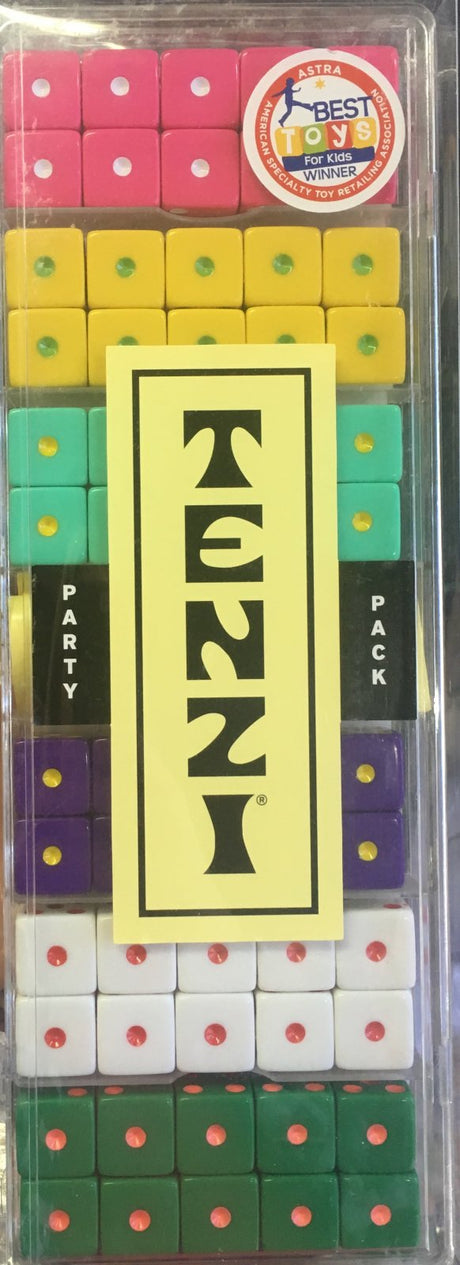 ASTRA
BEST
TOYS
For Kids
WINNER
AMERICAN SPECIALTY TOY RETAILING ASSOCIATION
TENZI®
PARTY
PACK